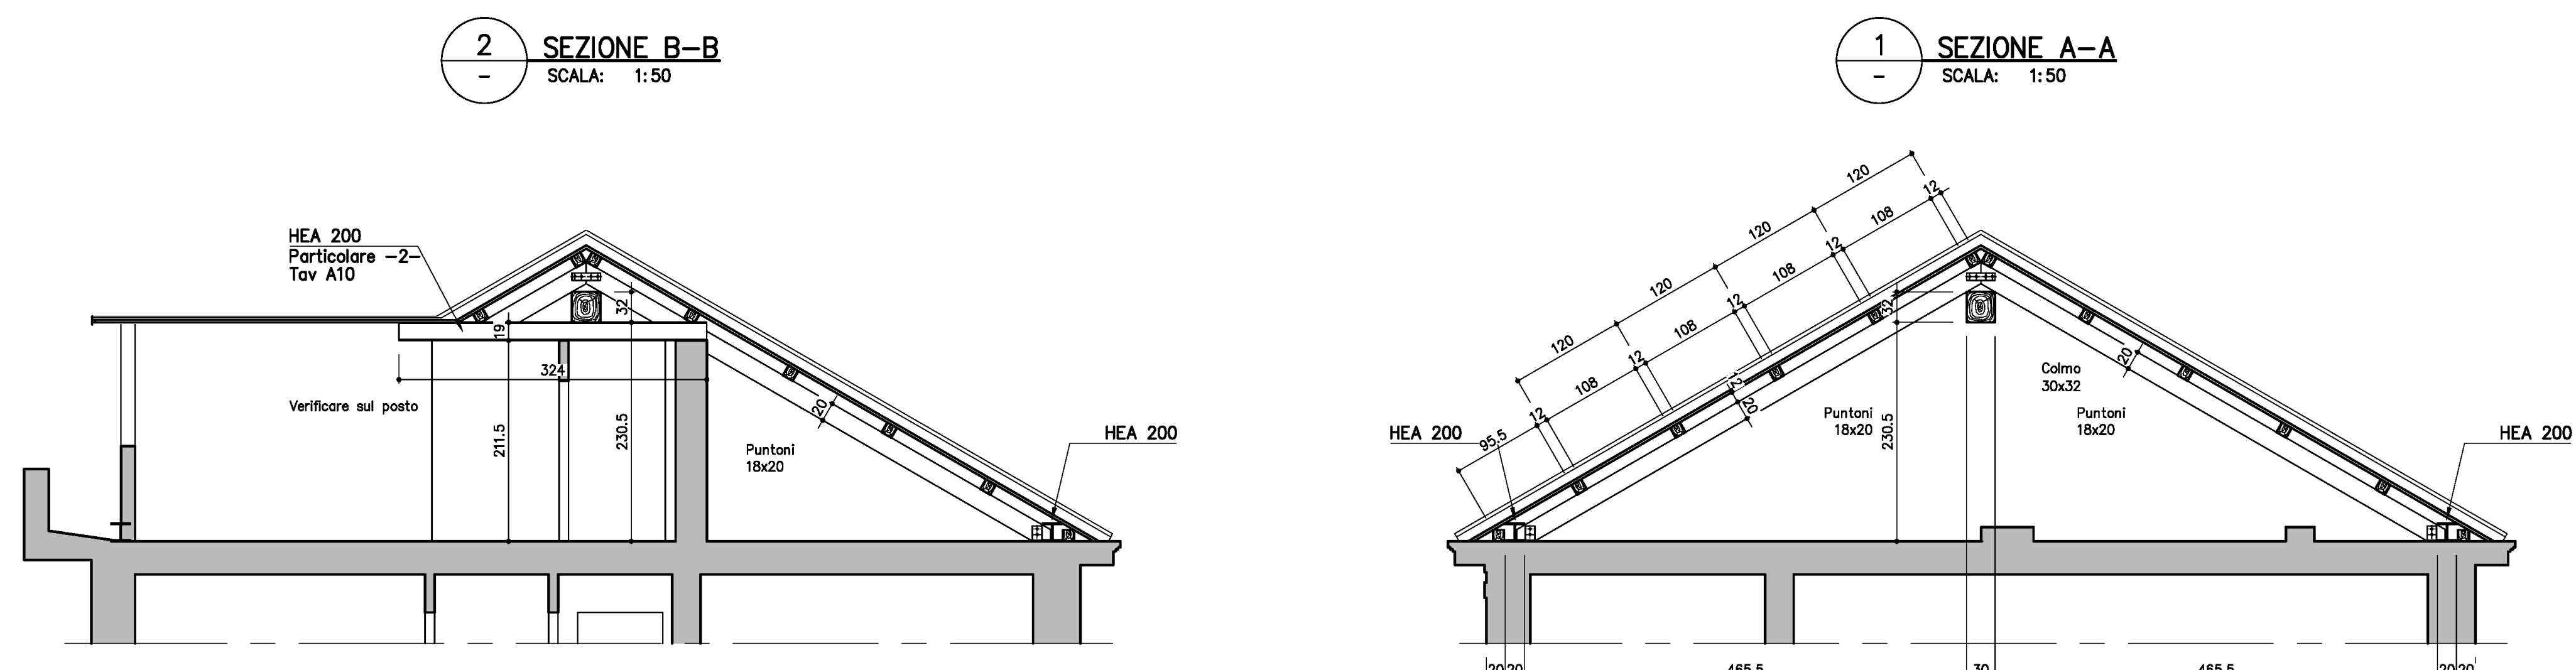 2
-
SEZIONE B-B
SCALA: 1:50
HEA 200
Particolare -2-
Tav A10
19
32
324
Verificare sul posto
211.5
230.5
20
Puntoni
18x20
HEA 200
1
-
SEZIONE A-A
SCALA: 1:50
120
120
120
120
12
108
12
108
12
108
12
108
12
95.5
12
20
32
230.5
20
Colmo
30x32
Puntoni
18x20
Puntoni
18x20
HEA 200
HEA 200
20 20
465.5
30
465.5
20 20